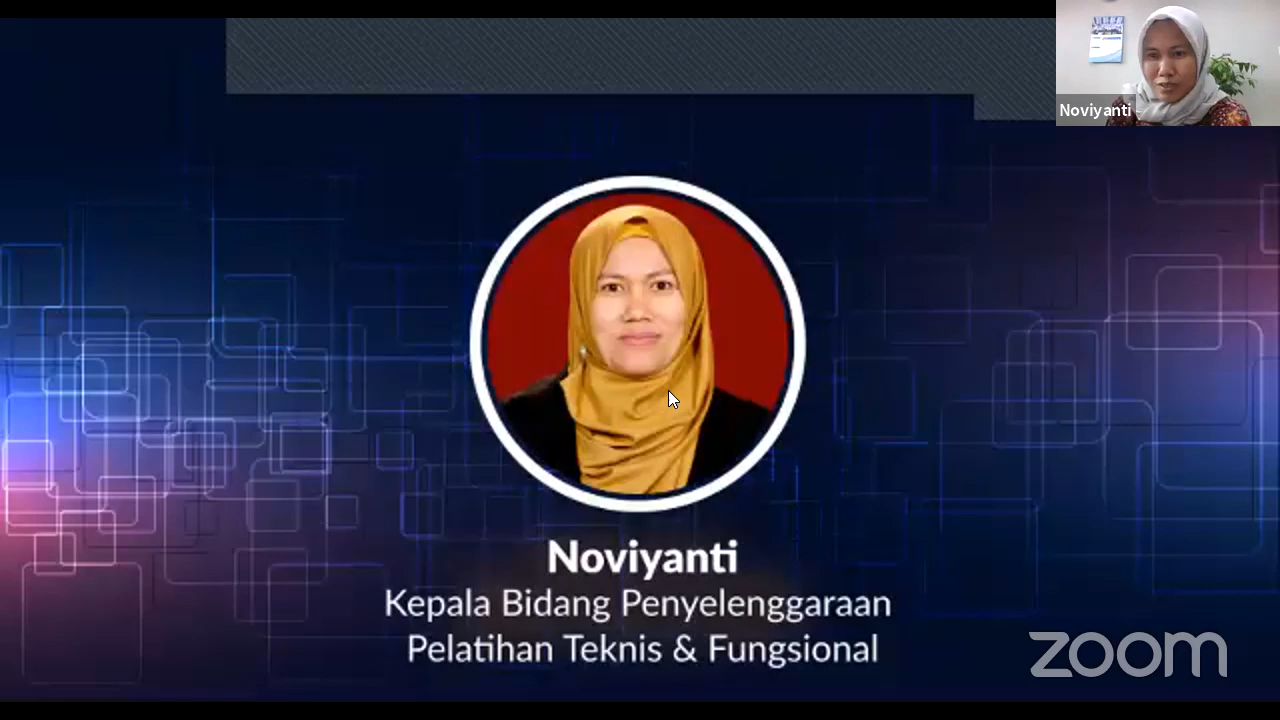 Noviyanti
Noviyanti
Kepala Bidang Penyelenggaraan
Pelatihan Teknis & Fungsional
zoom